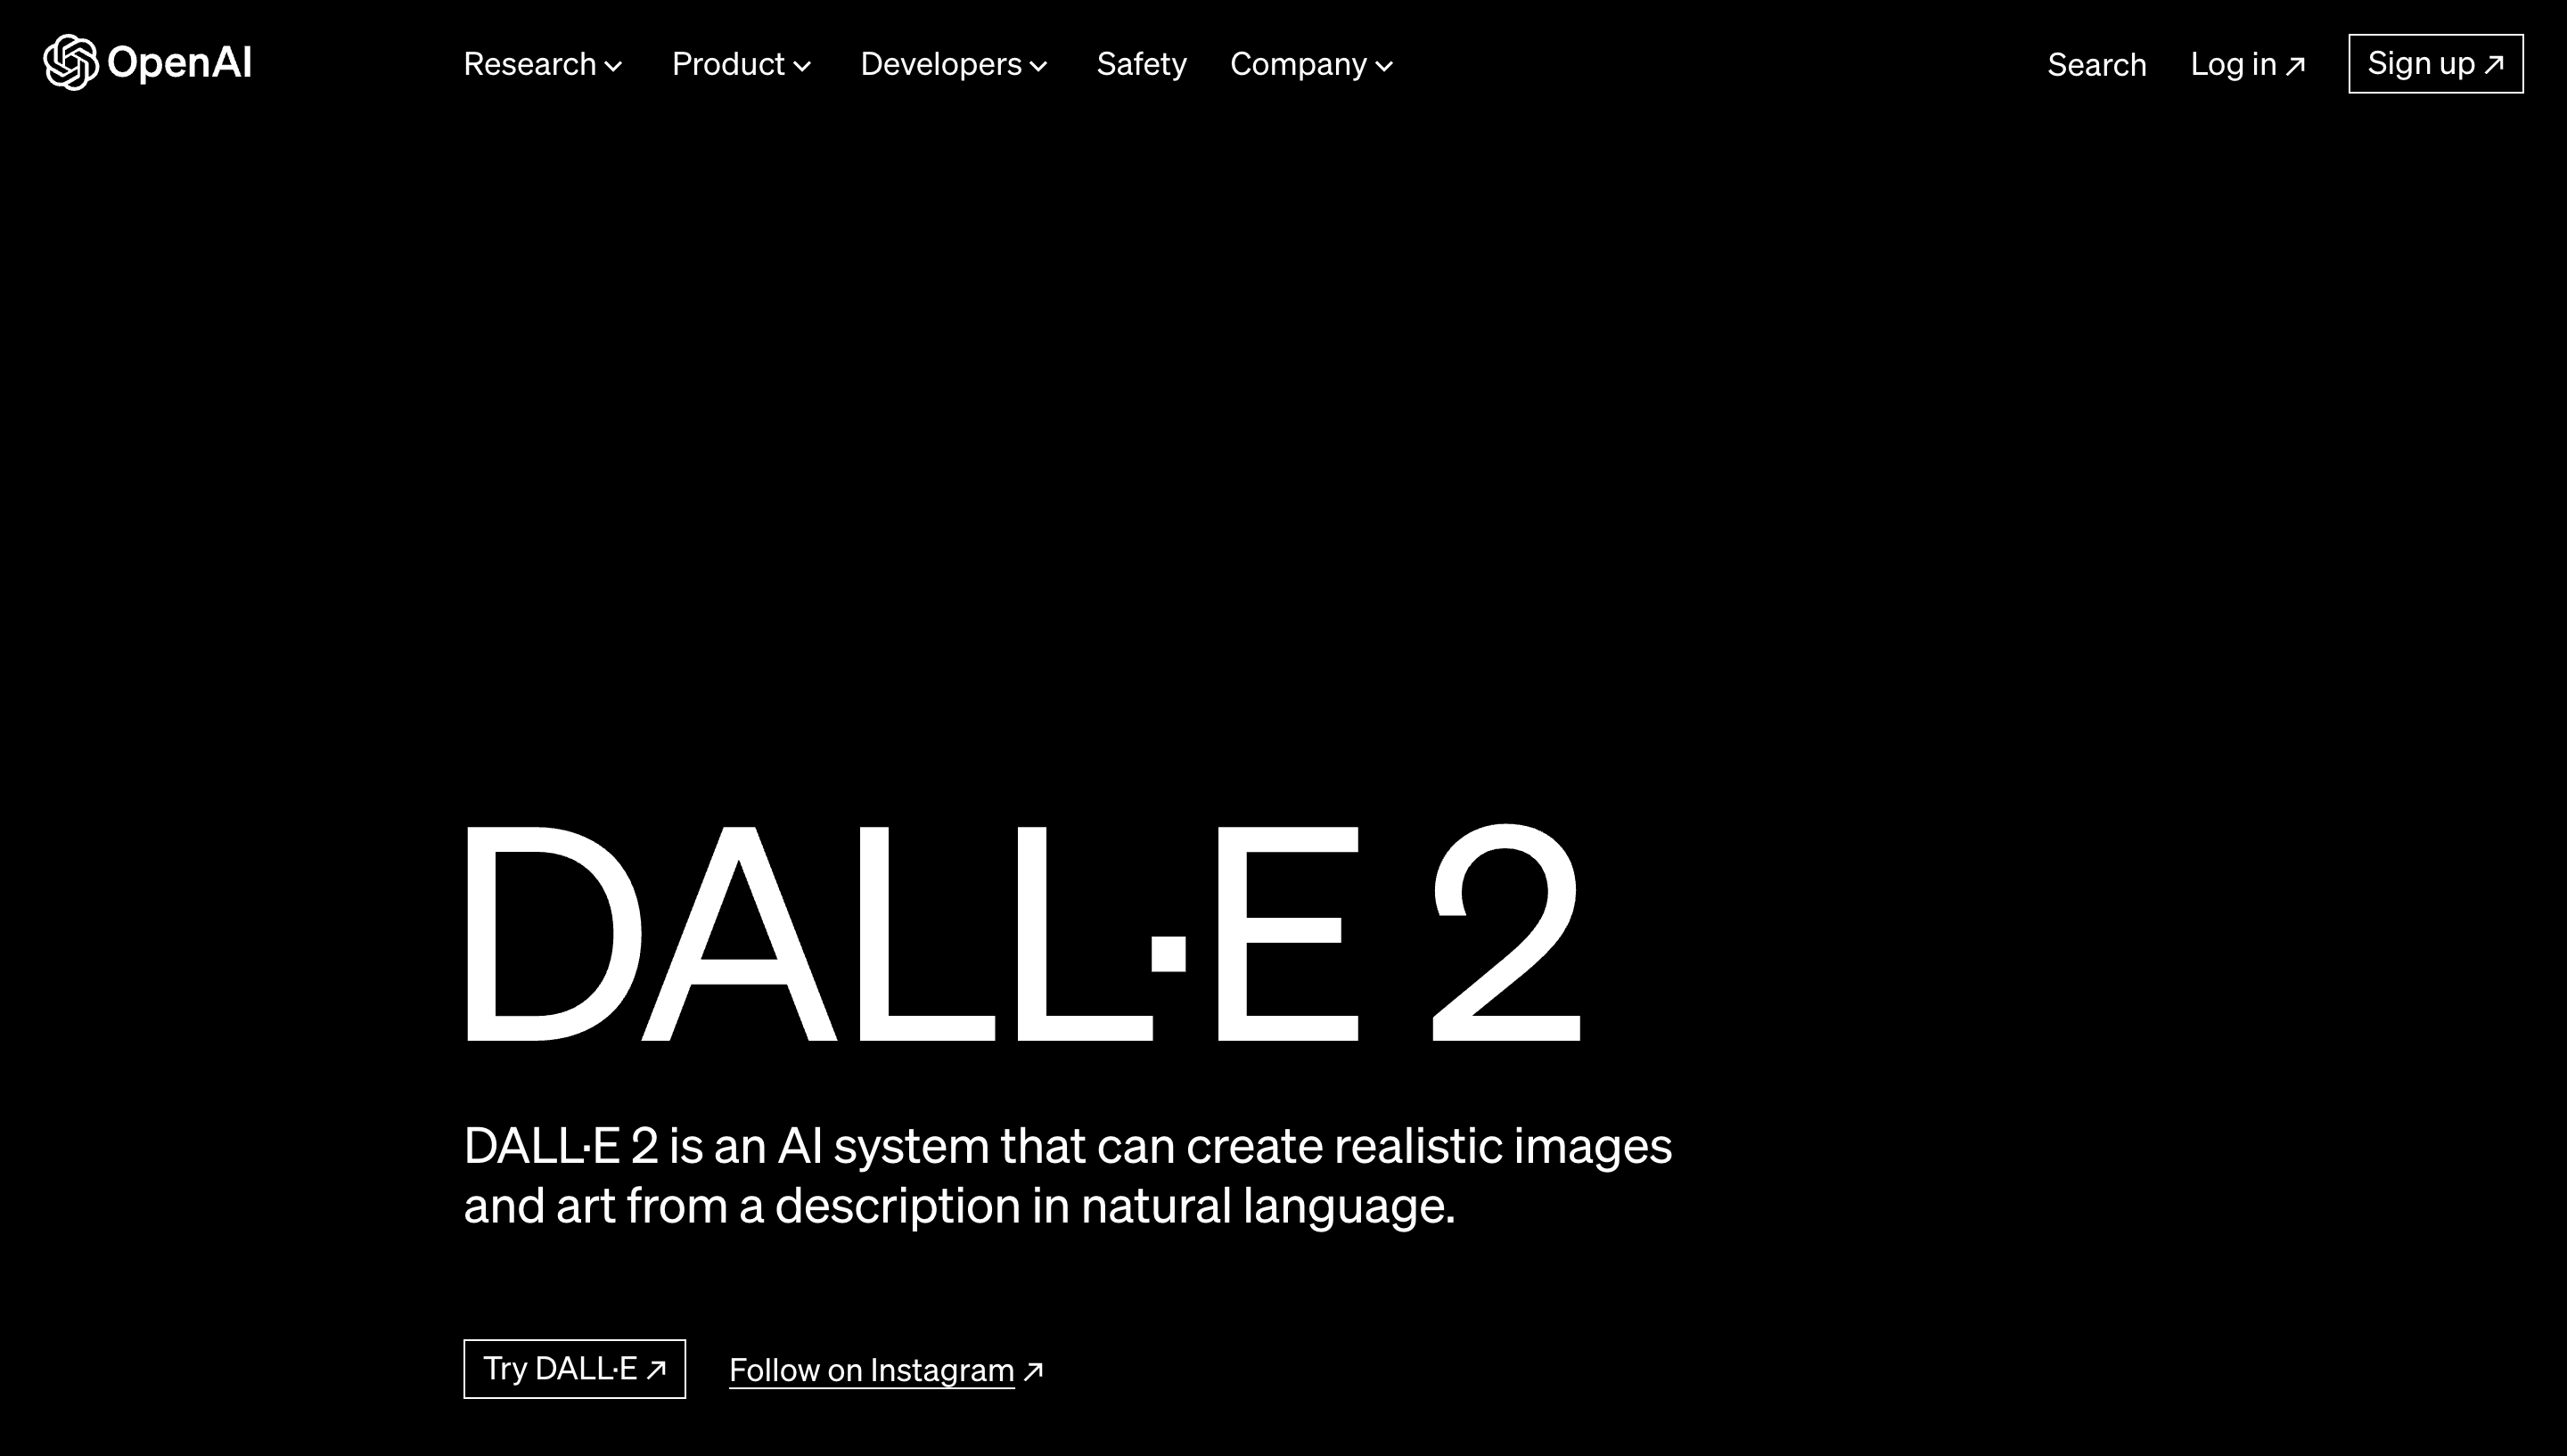 OpenAI
Research Product Developers Safety Company
Search Log in ↗ Sign up ↗
DALL·E 2
DALL·E 2 is an AI system that can create realistic images
and art from a description in natural language.
Try DALL·E ↗ Follow on Instagram ↗